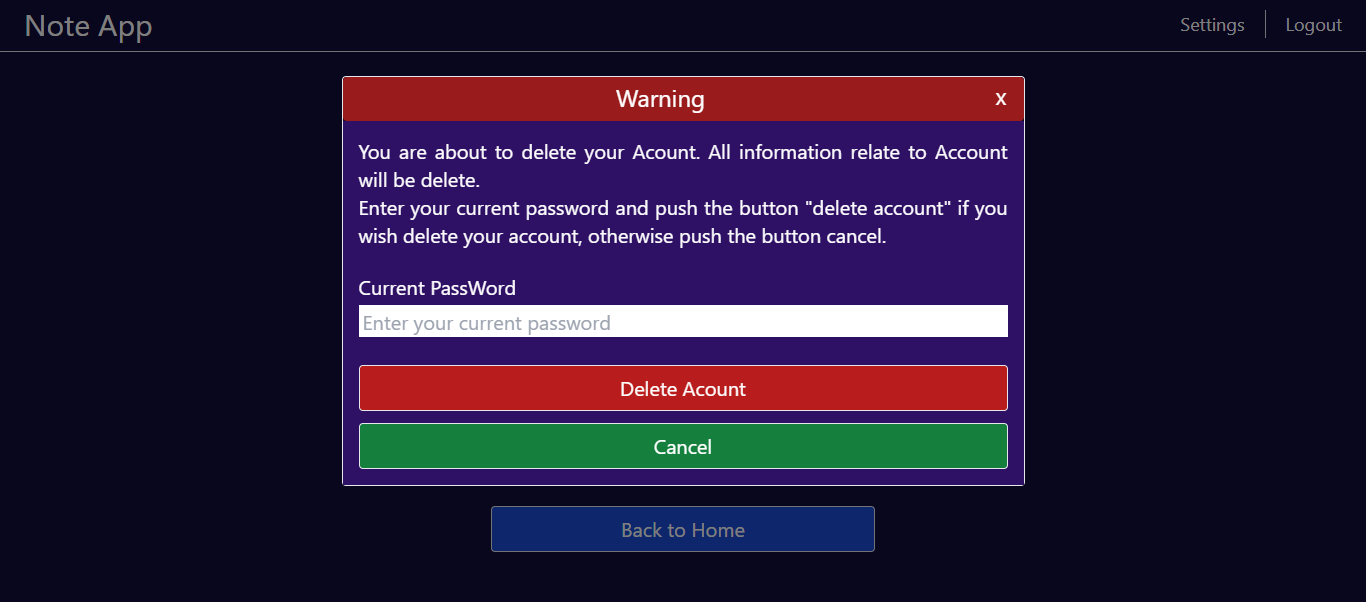 Note App
Settings
Logout
Warning
x
You are about to delete your Acount. All information relate to Account
will be delete.
Enter your current password and push the button "delete account" if you
wish delete your account, otherwise push the button cancel.
Current PassWord
Enter your current password
Delete Acount
Cancel
Back to Home